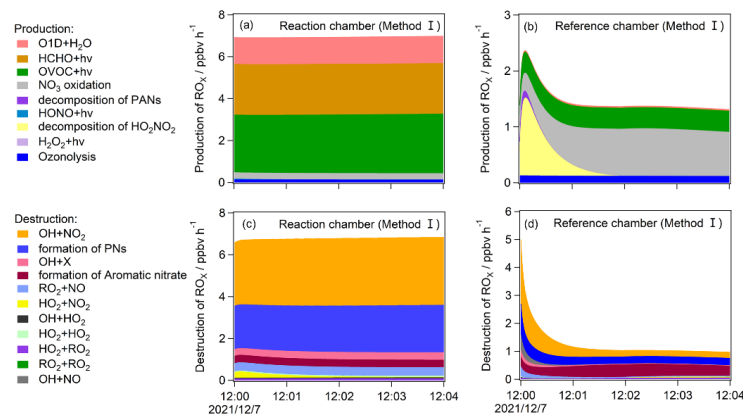 Production:
O1D+H₂O
HCHO+hv
OVOC+hv
NO₃ oxidation
decomposition of PANs
HONO+hv
decomposition of HO₂NO₂
H₂O₂+hv
Ozonolysis
(a) Reaction chamber (Method Ⅰ)
Production of ROX / ppbv h⁻¹
8
6
4
2
0
(b) Reference chamber (Method Ⅰ)
Production of ROX / ppbv h⁻¹
3
2
1
0
Destruction:
OH+NO₂
formation of PNs
OH+X
formation of Aromatic nitrate
RO₂+NO
HO₂+NO₂
OH+HO₂
HO₂+HO₂
HO₂+RO₂
RO₂+RO₂
OH+NO
(c) Reaction chamber (Method Ⅰ)
Destruction of ROX / ppbv h⁻¹
8
6
4
2
0
12:00 12:01 12:02 12:03 12:04
2021/12/7
(d) Reference chamber (Method Ⅰ)
Destruction of ROX / ppbv h⁻¹
6
5
4
3
2
1
0
12:00 12:01 12:02 12:03 12:04
2021/12/7